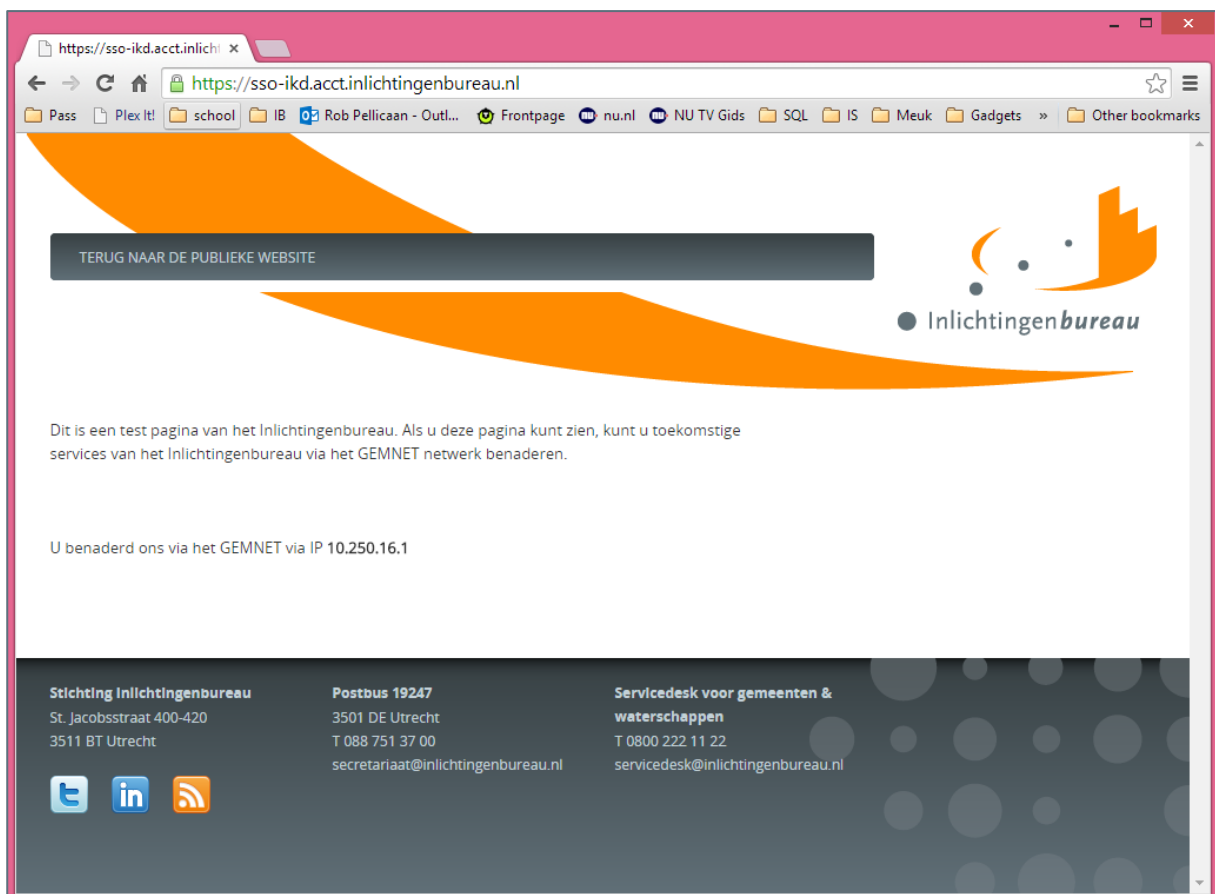 https://sso-ikd.acct.inlicht
https://sso-ikd.acct.inlichtingenbureau.nl
Pass Plex It! school IB Rob Pellicaan - Outl... Frontpage nu.nl NU TV Gids SQL IS Meuk Gadgets » Other bookmarks
TERUG NAAR DE PUBLIEKE WEBSITE
Inlichtingenbureau
Dit is een test pagina van het Inlichtingenbureau. Als u deze pagina kunt zien, kunt u toekomstige
services van het Inlichtingenbureau via het GEMNET netwerk benaderen.
U benaderd ons via het GEMNET via IP 10.250.16.1
Stichting Inlichtingenbureau
St. Jacobsstraat 400-420
3511 BT Utrecht
Postbus 19247
3501 DE Utrecht
T 088 751 37 00
secretariaat@inlichtingenbureau.nl
Servicedesk voor gemeenten &
waterschappen
T 0800 222 11 22
servicedesk@inlichtingenbureau.nl
in